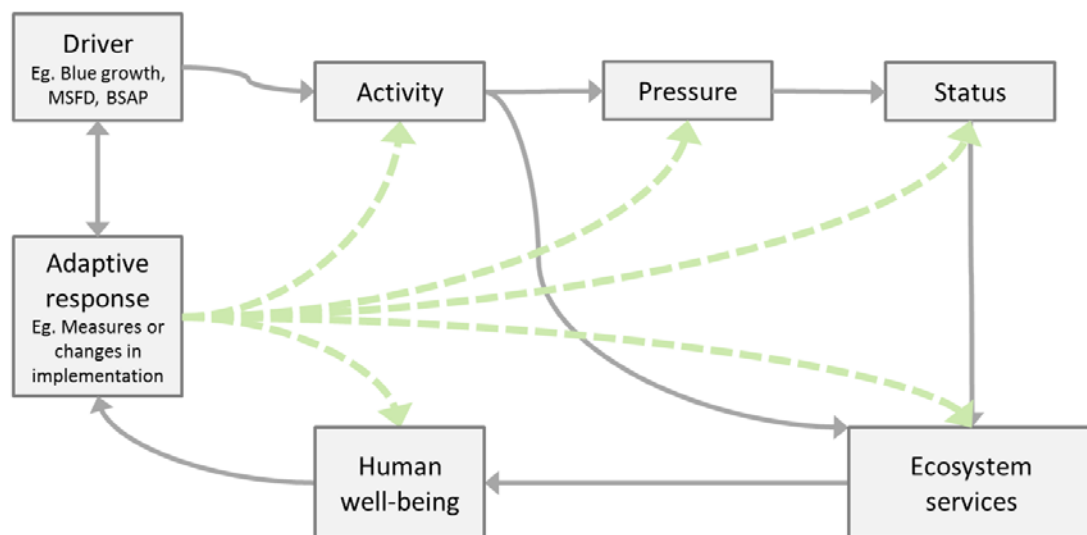 Driver
Eg. Blue growth,
MSFD, BSAP
Activity
Pressure
Status
Adaptive
response
Eg. Measures or
changes in
implementation
Human
well-being
Ecosystem
services